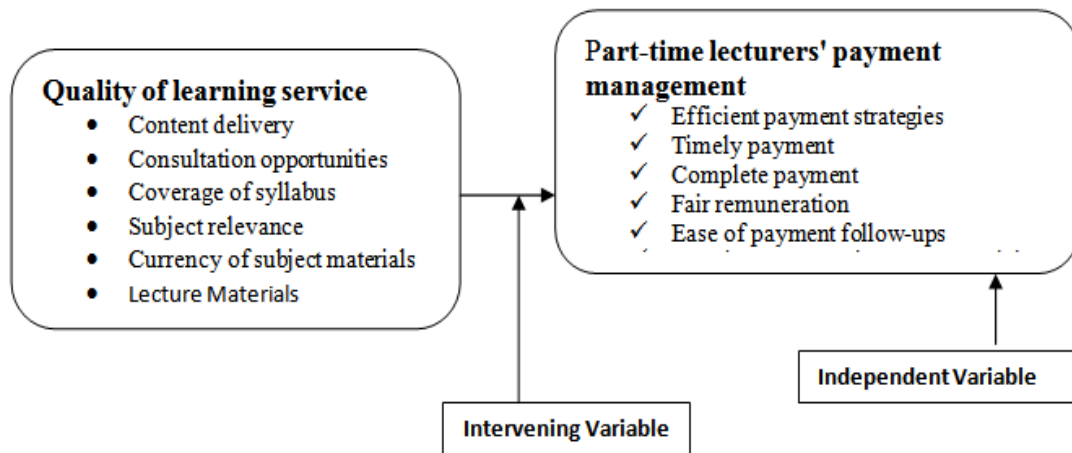 Quality of learning service
• Content delivery
• Consultation opportunities
• Coverage of syllabus
• Subject relevance
• Currency of subject materials
• Lecture Materials
Part-time lecturers' payment
management
✓ Efficient payment strategies
✓ Timely payment
✓ Complete payment
✓ Fair remuneration
✓ Ease of payment follow-ups
Independent Variable
Intervening Variable